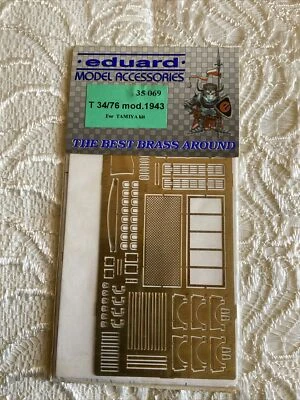 · eduard ·
MODEL ACCESSORIES
35 069
T 34/76 mod.1943
For TAMIYA kit
THE BEST BRASS AROUND